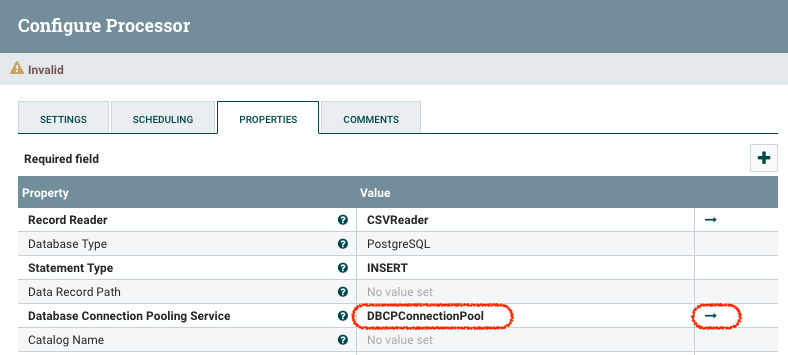 Configure Processor
Invalid
SETTINGS SCHEDULING PROPERTIES COMMENTS
Required field
Property Value
Record Reader CSVReader
Database Type PostgreSQL
Statement Type INSERT
Data Record Path No value set
Database Connection Pooling Service DBCPConnectionPool
Catalog Name No value set